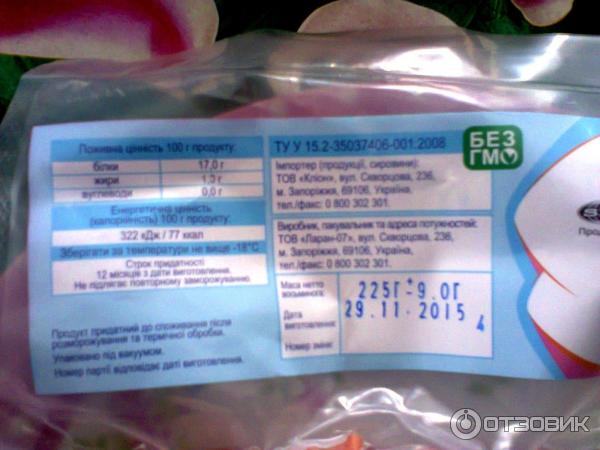 Поживна цінність 100 г продукту:
білки 17,0 г
жири 1,3 г
вуглеводи 0,0 г
Енергетична цінність
(калорійність) 100 г продукту:
322 кДж / 77 ккал
Зберігати за температури не вище -18°С
Строк придатності
12 місяців з дати виготовлення.
Не підлягає повторному заморожуванню.
Продукт придатний до споживання після
розморожування та термічної обробки.
Упаковано під вакуумом.
Номер партії відповідає даті виготовлення.
ТУ У 15.2-35037406-001:2008
БЕЗ
ГМО
Імпортер (продукції, сировини):
ТОВ «Кліон», вул. Скворцова, 236,
м. Запоріжжя, 69106, Україна,
тел./факс: 0 800 302 301.
Виробник, пакувальник та адреса потужностей:
ТОВ «Ларан-07», вул. Скворцова, 236,
м. Запоріжжя, 69106, Україна,
тел./факс: 0 800 302 301.
Маса нетто
восьминога:
225Г±9.0Г
Дата
виготовлення:
29.11.2015
4
Номер зміни:
Прод
ОТЗОВИК